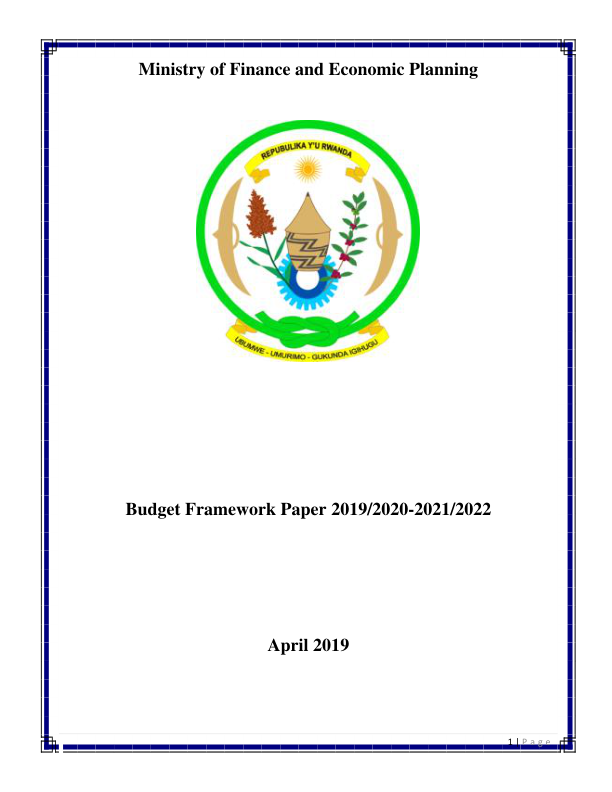 Ministry of Finance and Economic Planning
REPUBULIKA Y'U RWANDA
UBUMWE - UMURIMO - GUKUNDA IGIHUGU
Budget Framework Paper 2019/2020-2021/2022
April 2019
1 | Page